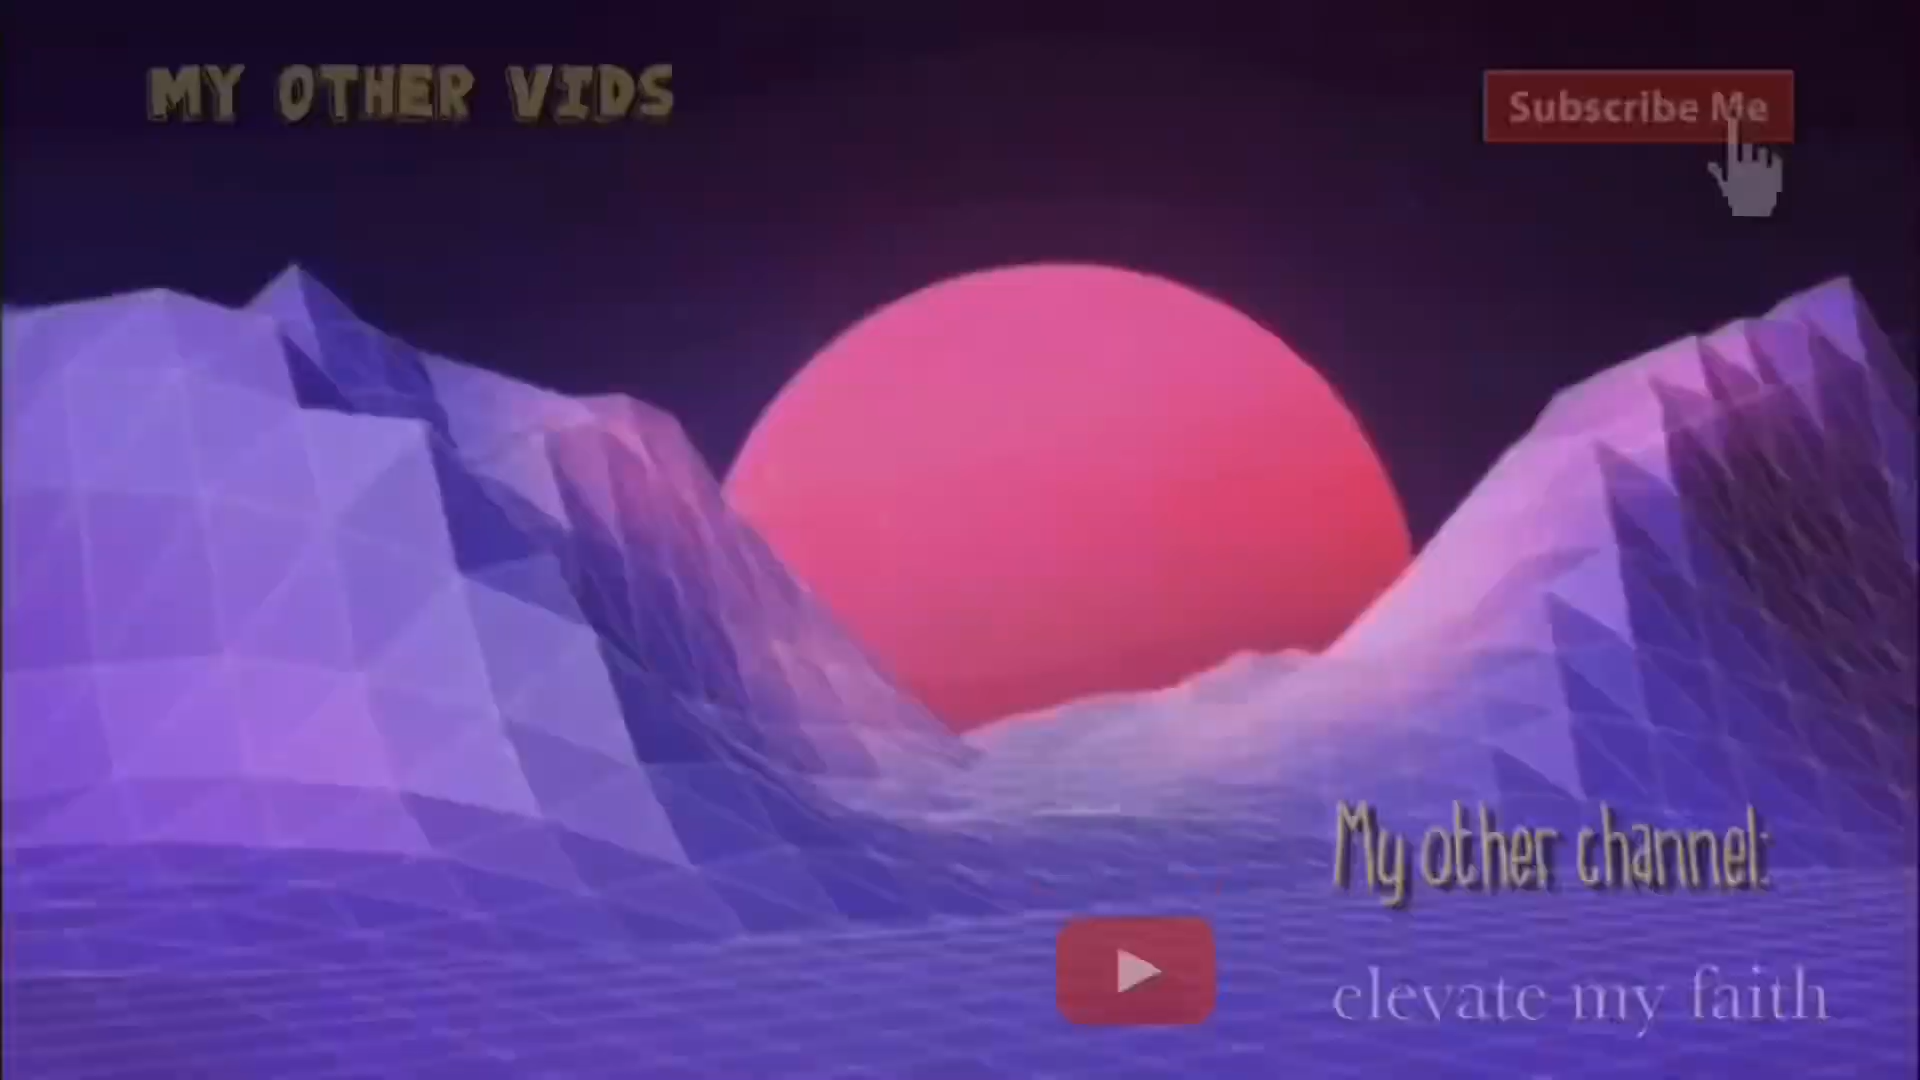 MY OTHER VIDS
Subscribe Me
My other channel:
elevate my faith